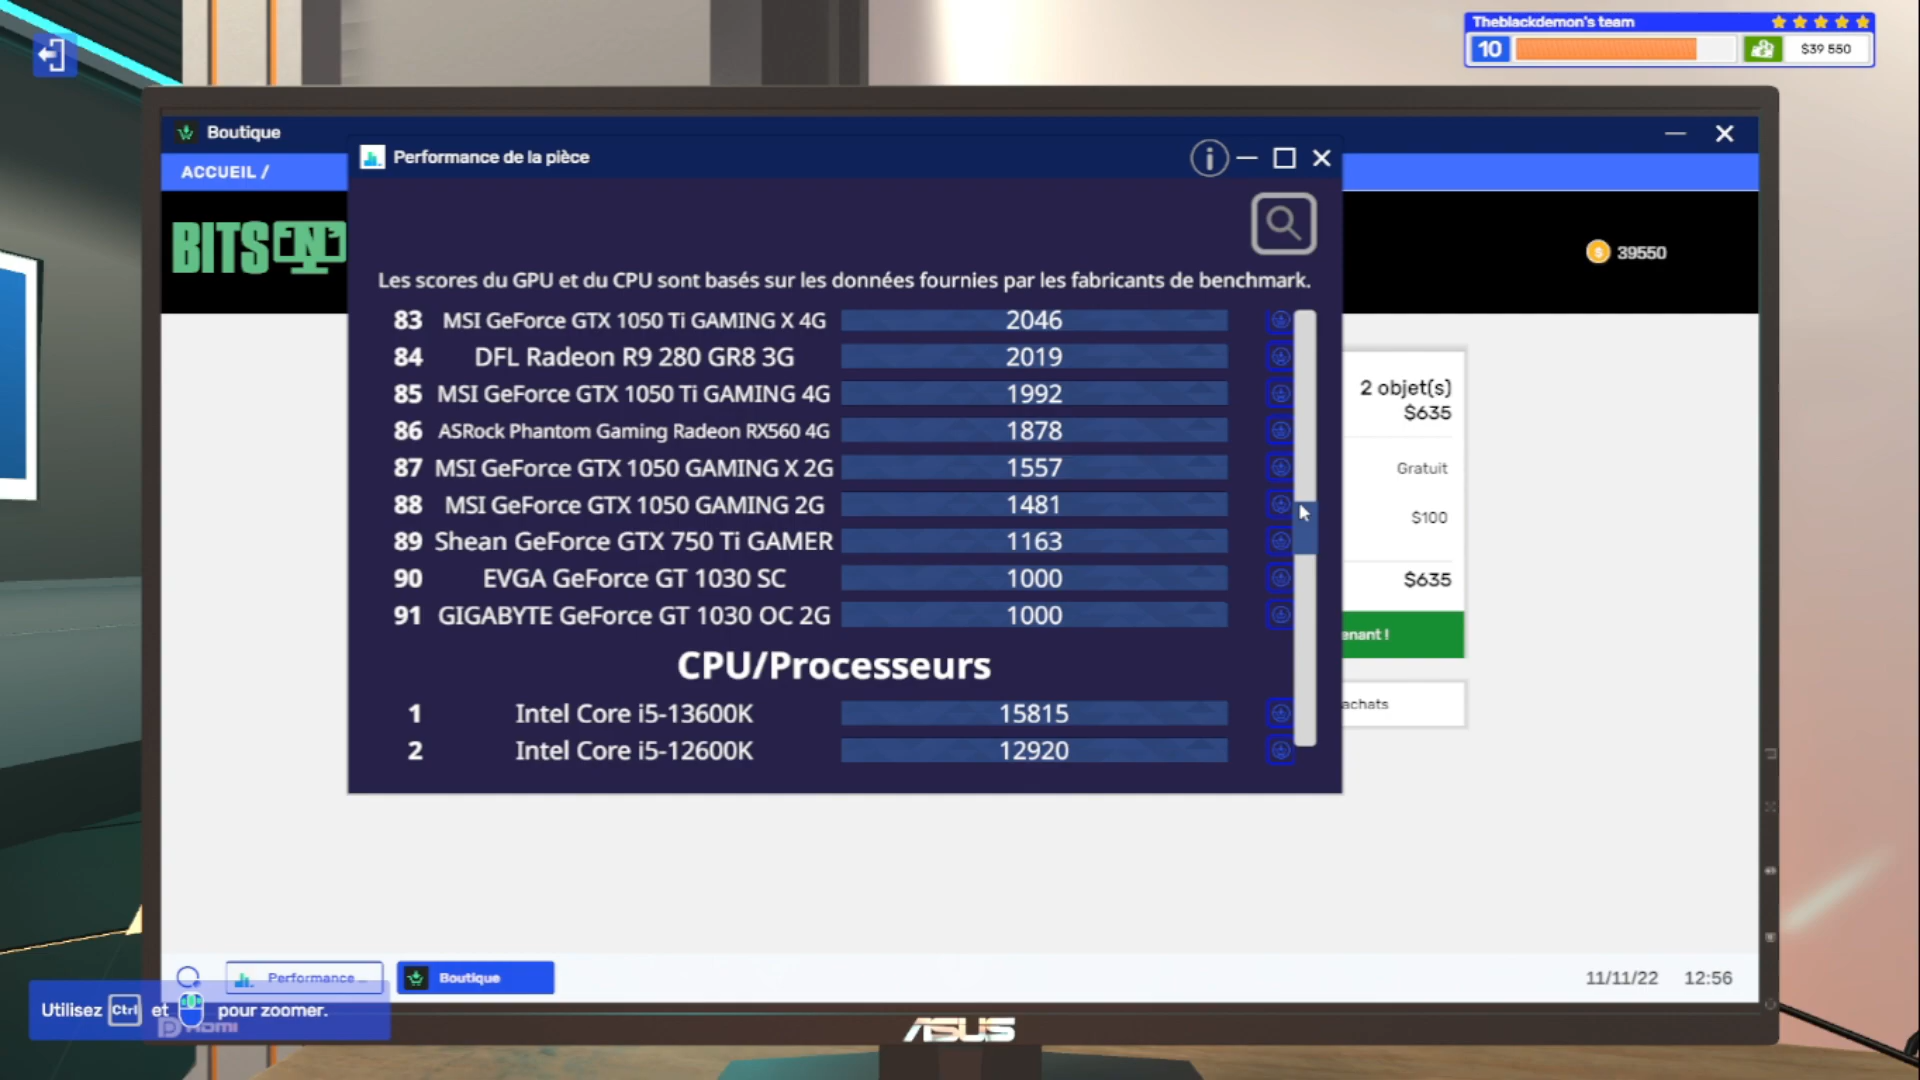 Theblackdemon's team
10
$39 550
Boutique
ACCUEIL /
Performance de la pièce
BITS
39550
Les scores du GPU et du CPU sont basés sur les données fournies par les fabricants de benchmark.
83 MSI GeForce GTX 1050 Ti GAMING X 4G 2046
84 DFL Radeon R9 280 GR8 3G 2019
85 MSI GeForce GTX 1050 Ti GAMING 4G 1992
86 ASRock Phantom Gaming Radeon RX560 4G 1878
87 MSI GeForce GTX 1050 GAMING X 2G 1557
88 MSI GeForce GTX 1050 GAMING 2G 1481
89 Shean GeForce GTX 750 Ti GAMER 1163
90 EVGA GeForce GT 1030 SC 1000
91 GIGABYTE GeForce GT 1030 OC 2G 1000
CPU/Processeurs
1 Intel Core i5-13600K 15815
2 Intel Core i5-12600K 12920
2 objet(s)
$635
Gratuit
$100
$635
enant !
achats
Performance ...
Boutique
11/11/22 12:56
Utilisez Ctrl et pour zoomer.
HDMI
ASUS